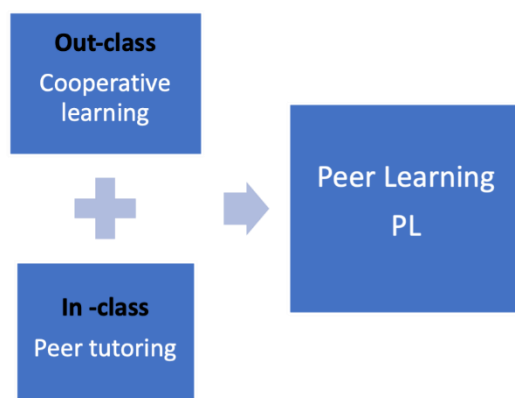 Out-class
Cooperative
learning
Peer Learning
PL
In -class
Peer tutoring